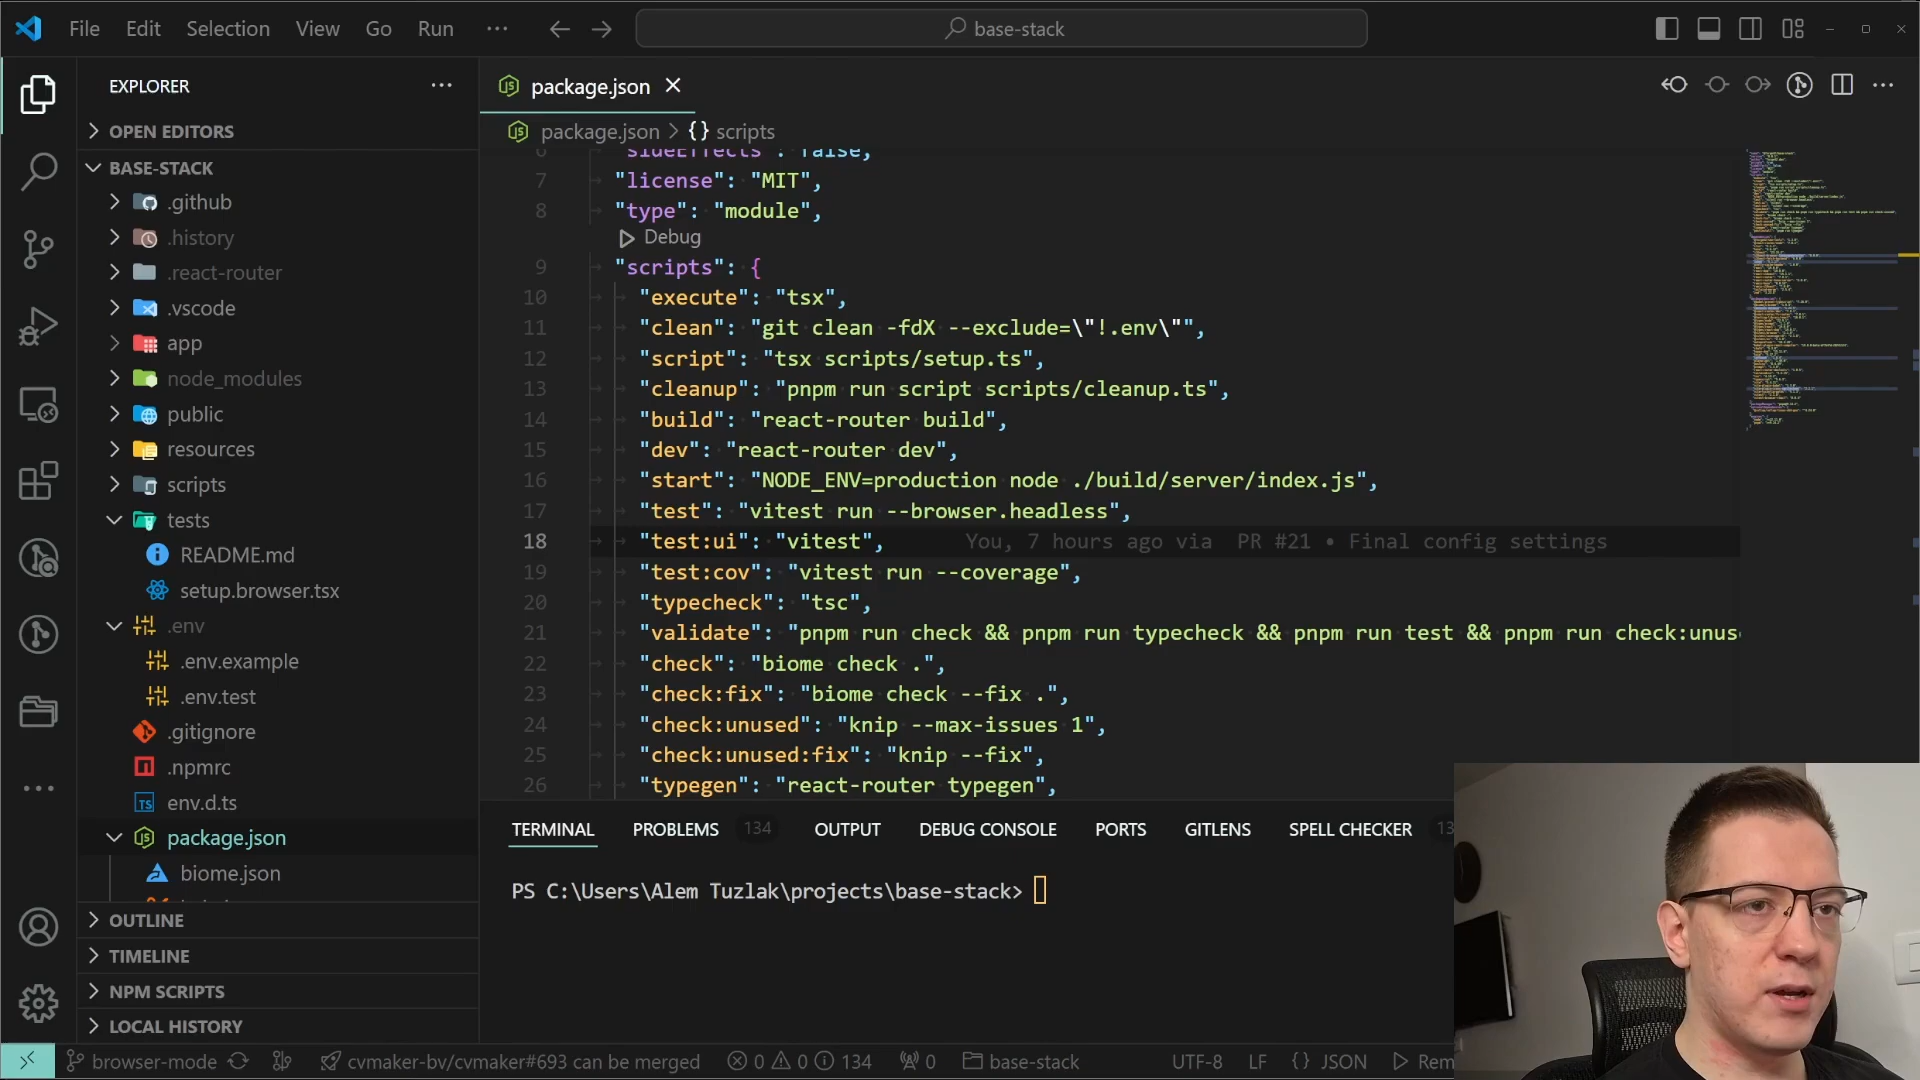 File Edit Selection View Go Run ··· base-stack
EXPLORER ···
OPEN EDITORS
BASE-STACK
.github
.history
.react-router
.vscode
app
node_modules
public
resources
scripts
tests
README.md
setup.browser.tsx
.env
.env.example
.env.test
.gitignore
.npmrc
env.d.ts
package.json
biome.json
OUTLINE
TIMELINE
NPM SCRIPTS
LOCAL HISTORY
package.json
package.json > {} scripts
6 "sideEffects": false,
7 "license": "MIT",
8 "type": "module",
Debug
9 "scripts": {
10 "execute": "tsx",
11 "clean": "git clean -fdX --exclude=\"!.env\"",
12 "script": "tsx scripts/setup.ts",
13 "cleanup": "pnpm run script scripts/cleanup.ts",
14 "build": "react-router build",
15 "dev": "react-router dev",
16 "start": "NODE_ENV=production node ./build/server/index.js",
17 "test": "vitest run --browser.headless",
18 "test:ui": "vitest", You, 7 hours ago via PR #21 • Final config settings
19 "test:cov": "vitest run --coverage",
20 "typecheck": "tsc",
21 "validate": "pnpm run check && pnpm run typecheck && pnpm run test && pnpm run check:unus
22 "check": "biome check .",
23 "check:fix": "biome check --fix .",
24 "check:unused": "knip --max-issues 1",
25 "check:unused:fix": "knip --fix",
26 "typegen": "react-router typegen",
TERMINAL PROBLEMS 134 OUTPUT DEBUG CONSOLE PORTS GITLENS SPELL CHECKER 13
PS C:\Users\Alem Tuzlak\projects\base-stack>
browser-mode cvmaker-bv/cvmaker#693 can be merged 0 0 134 0 base-stack UTF-8 LF {} JSON Rem